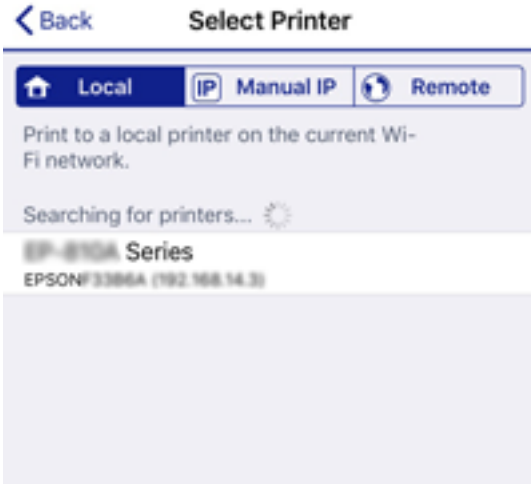 Back
Select Printer
Local
IP Manual IP
Remote
Print to a local printer on the current Wi-
Fi network.
Searching for printers...
Series
EPSON